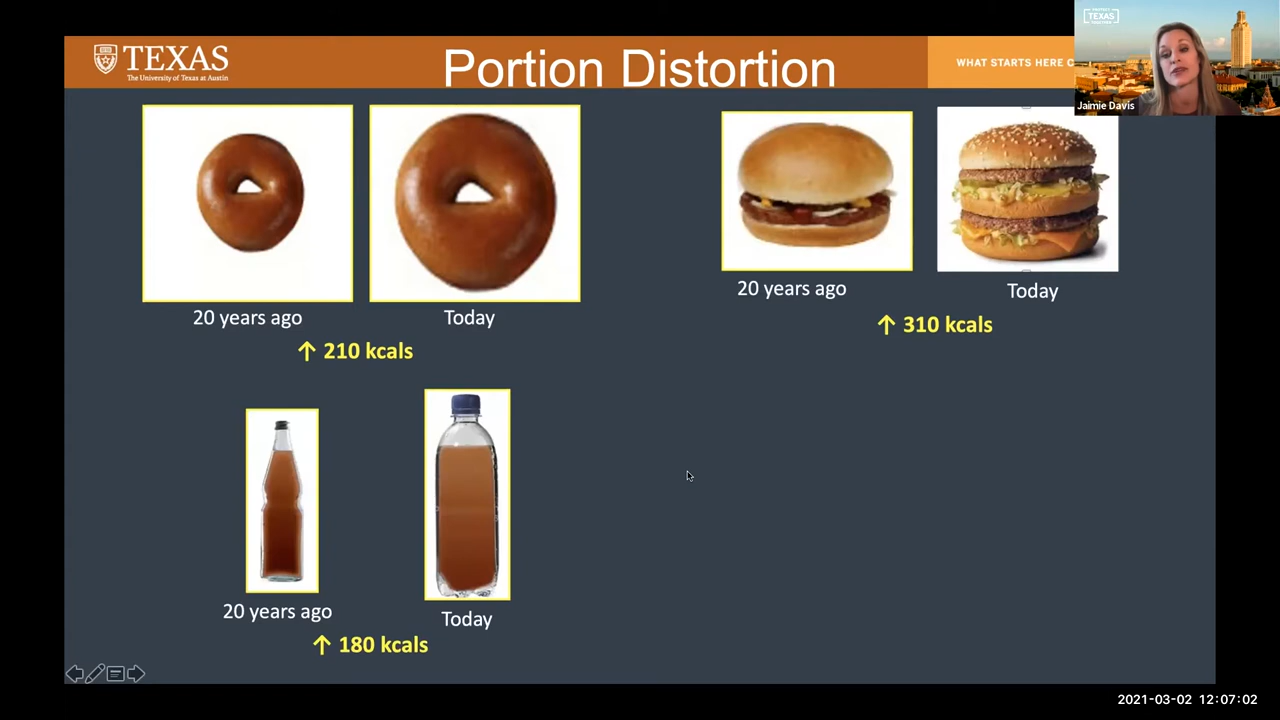 TEXAS
The University of Texas at Austin
Portion Distortion
WHAT STARTS HERE C
TEXAS
Jaimie Davis
20 years ago
Today
↑ 210 kcals
20 years ago
Today
↑ 310 kcals
20 years ago
Today
↑ 180 kcals
2021-03-02 12:07:02